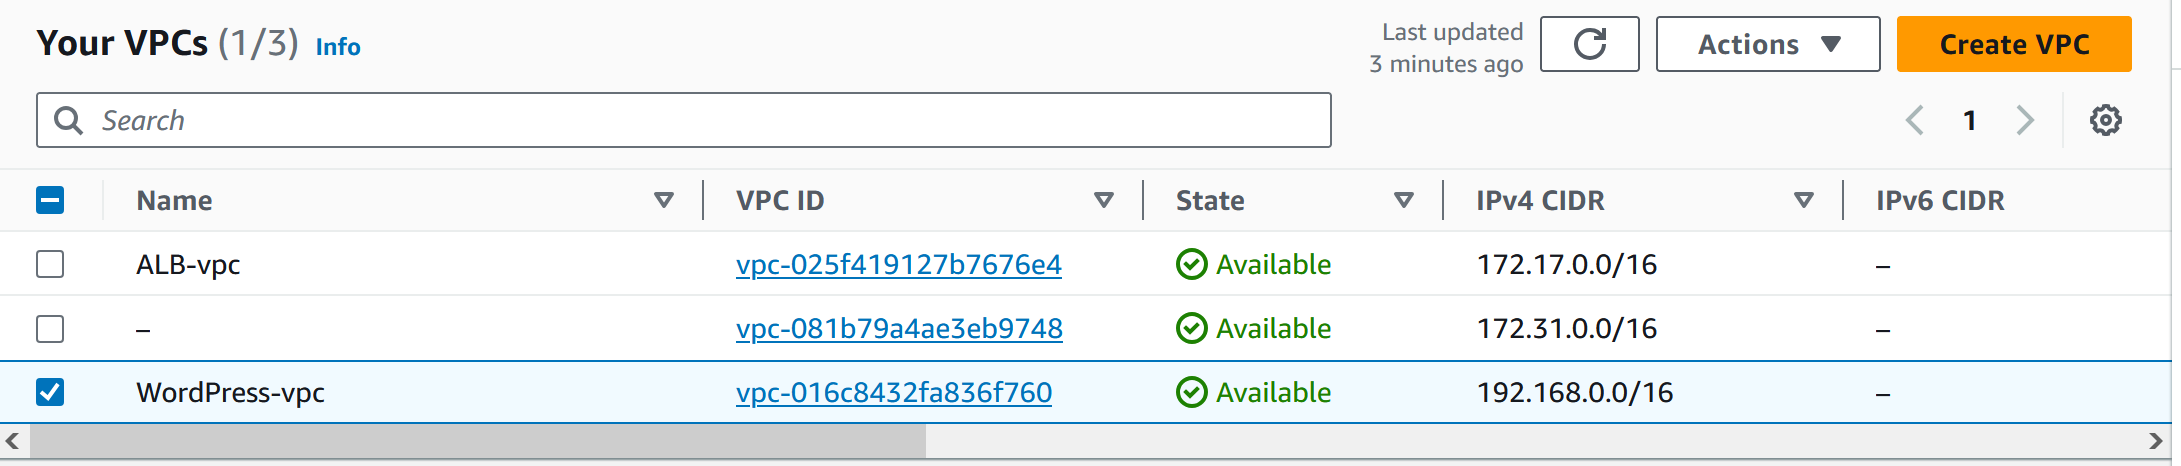 Your VPCs (1/3) Info
Last updated
3 minutes ago
Actions
Create VPC
Search
1
Name VPC ID State IPv4 CIDR IPv6 CIDR
ALB-vpc vpc-025f419127b7676e4 Available 172.17.0.0/16 –
– vpc-081b79a4ae3eb9748 Available 172.31.0.0/16 –
WordPress-vpc vpc-016c8432fa836f760 Available 192.168.0.0/16 –